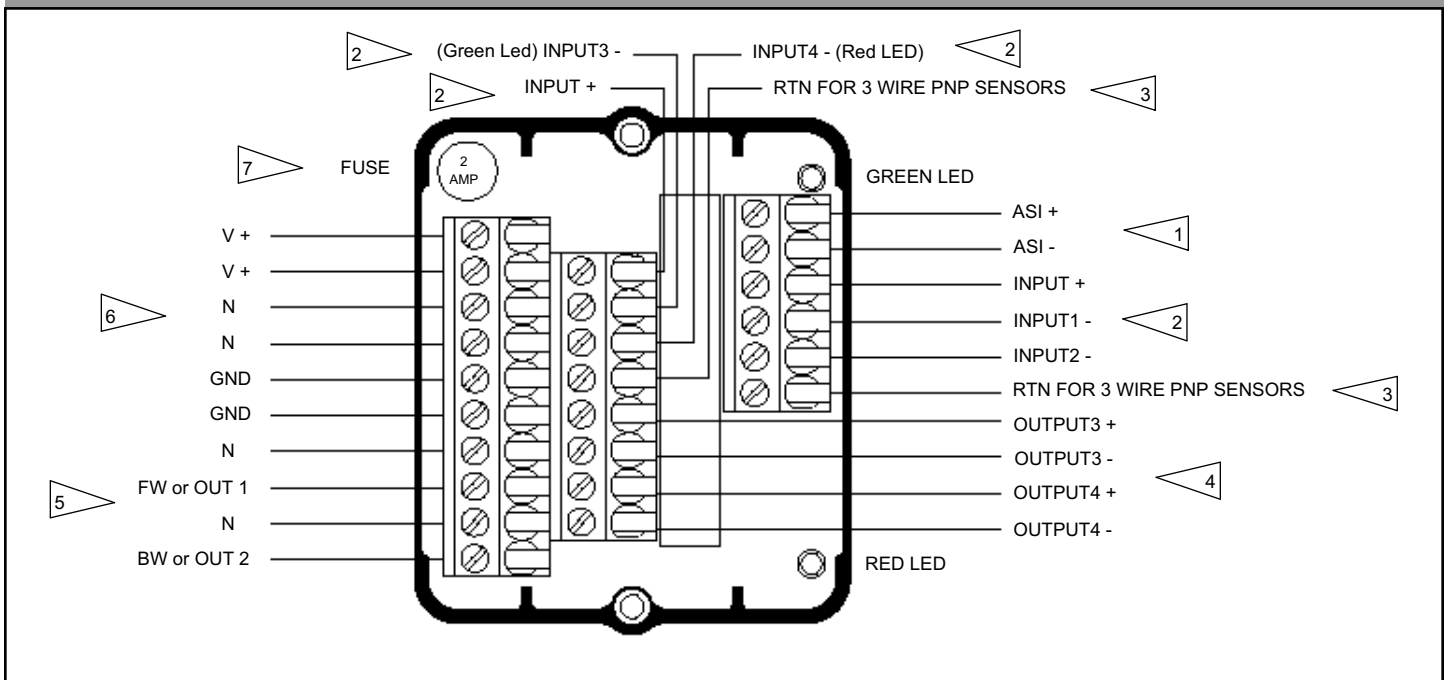 2 (Green Led) INPUT3 - INPUT4 - (Red LED) 2
2 INPUT + RTN FOR 3 WIRE PNP SENSORS 3
7 FUSE
2
AMP
GREEN LED
V +
V +
6
N
N
GND
GND
N
5
FW or OUT 1
N
BW or OUT 2
ASI +
1
ASI -
INPUT +
INPUT1 - 2
INPUT2 -
RTN FOR 3 WIRE PNP SENSORS 3
OUTPUT3 +
OUTPUT3 -
4
OUTPUT4 +
OUTPUT4 -
RED LED